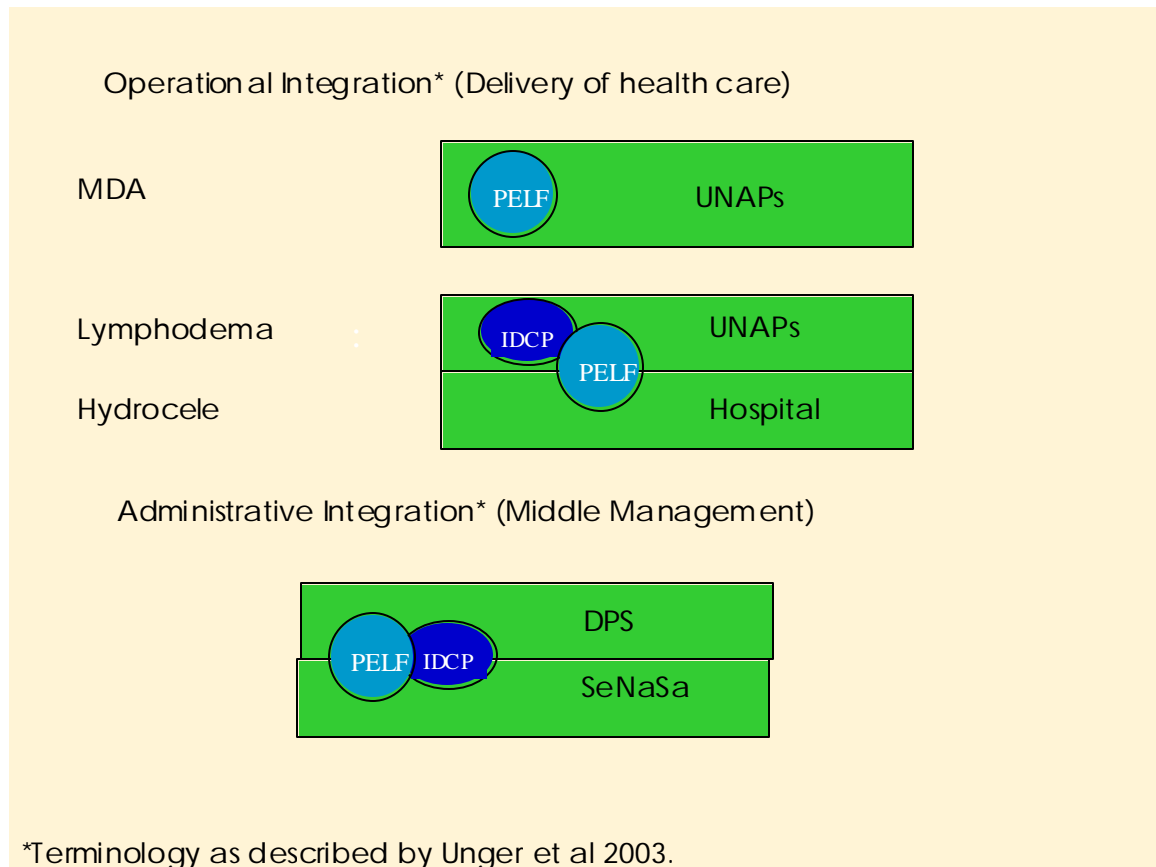 Operational Integration* (Delivery of health care)
MDA
PELF
UNAPs
Lymphodema :
IDCP
UNAPs
PELF
Hydrocele
Hospital
Administrative Integration* (Middle Management)
DPS
PELF IDCP
SeNaSa
*Terminology as described by Unger et al 2003.